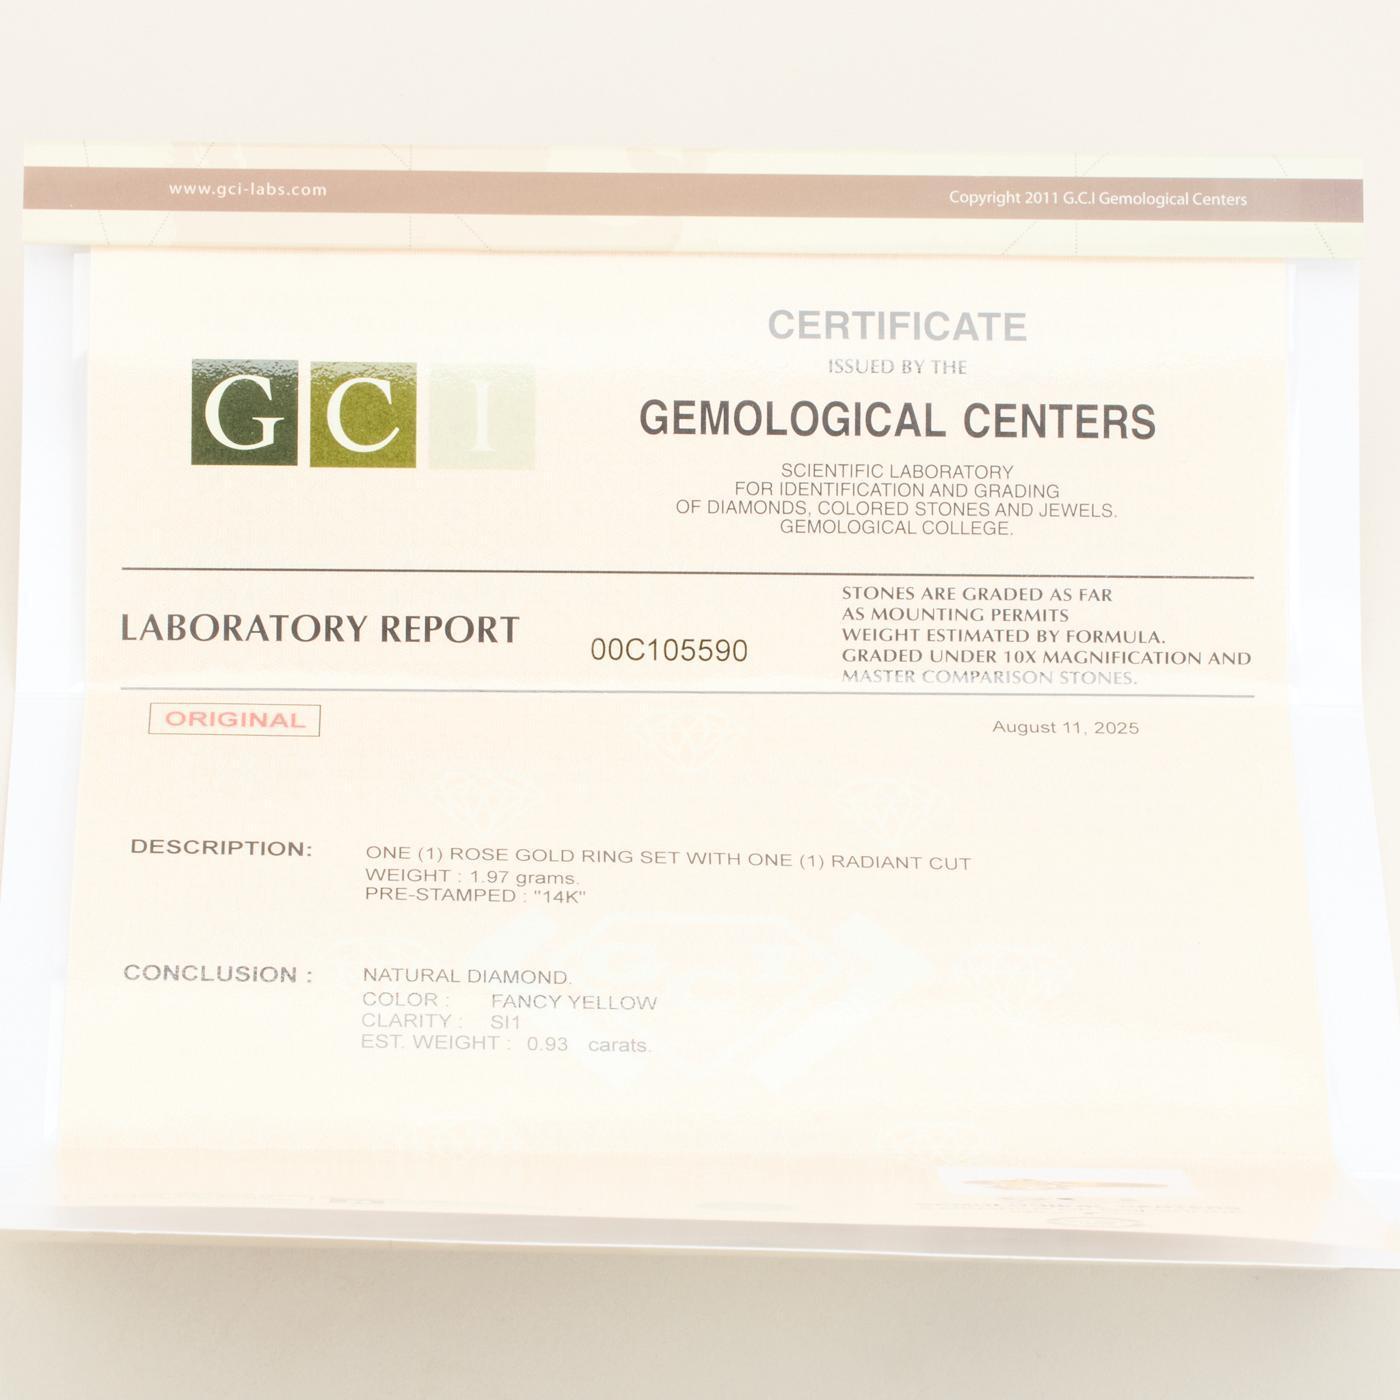 www.gci-labs.com
Copyright 2011 G.C.I Gemological Centers
CERTIFICATE
ISSUED BY THE
G C I
GEMOLOGICAL CENTERS
SCIENTIFIC LABORATORY
FOR IDENTIFICATION AND GRADING
OF DIAMONDS, COLORED STONES AND JEWELS.
GEMOLOGICAL COLLEGE.
LABORATORY REPORT
00C105590
STONES ARE GRADED AS FAR
AS MOUNTING PERMITS
WEIGHT ESTIMATED BY FORMULA.
GRADED UNDER 10X MAGNIFICATION AND
MASTER COMPARISON STONES.
ORIGINAL
August 11, 2025
DESCRIPTION: ONE (1) ROSE GOLD RING SET WITH ONE (1) RADIANT CUT
WEIGHT : 1.97 grams.
PRE-STAMPED : "14K"
CONCLUSION : NATURAL DIAMOND.
COLOR : FANCY YELLOW
CLARITY : SI1
EST. WEIGHT : 0.93 carats.